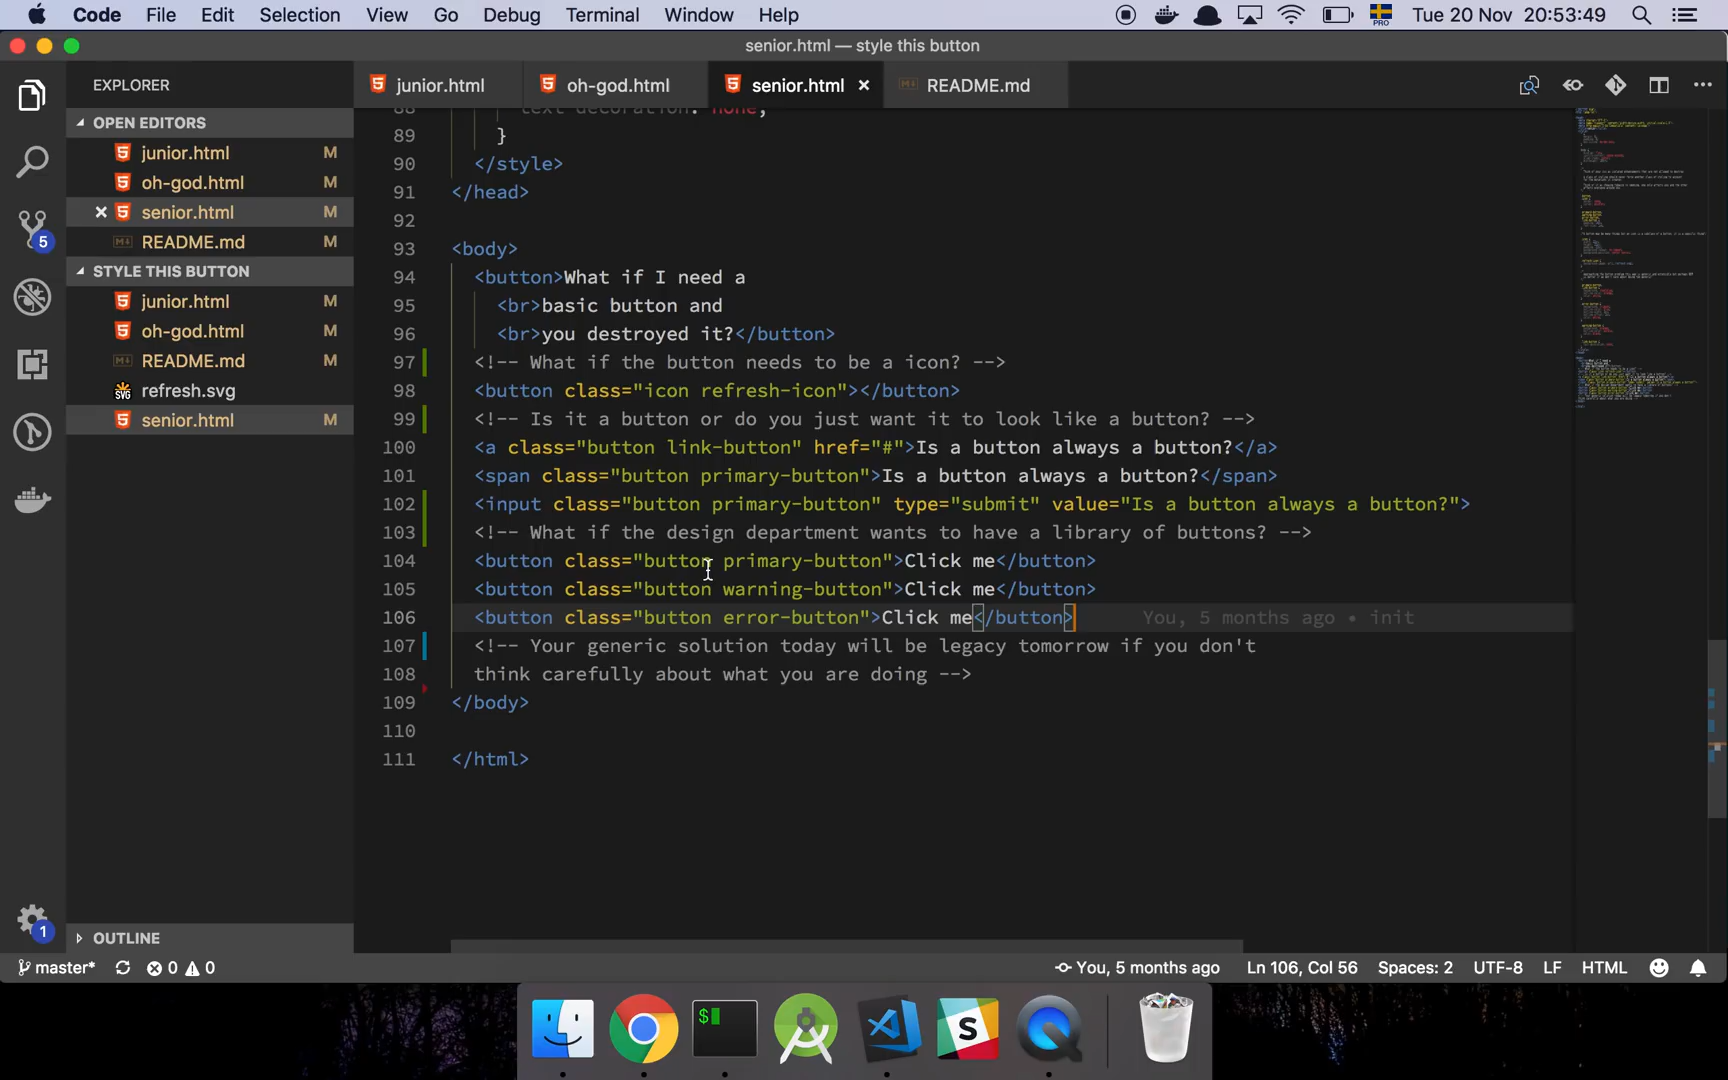 Code File Edit Selection View Go Debug Terminal Window Help PRO Tue 20 Nov 20:53:49
senior.html — style this button
EXPLORER
junior.html oh-god.html senior.html × README.md
OPEN EDITORS
junior.html M
oh-god.html M
× senior.html M
README.md M
STYLE THIS BUTTON
junior.html M
oh-god.html M
README.md M
SVG refresh.svg
senior.html M
OUTLINE
5
1
88 text-decoration: none;
89 }
90 </style>
91 </head>
92
93 <body>
94 <button>What if I need a
95 <br>basic button and
96 <br>you destroyed it?</button>
97 <!-- What if the button needs to be a icon? -->
98 <button class="icon refresh-icon"></button>
99 <!-- Is it a button or do you just want it to look like a button? -->
100 <a class="button link-button" href="#">Is a button always a button?</a>
101 <span class="button primary-button">Is a button always a button?</span>
102 <input class="button primary-button" type="submit" value="Is a button always a button?">
103 <!-- What if the design department wants to have a library of buttons? -->
104 <button class="button primary-button">Click me</button>
105 <button class="button warning-button">Click me</button>
106 <button class="button error-button">Click me</button> You, 5 months ago • init
107 <!-- Your generic solution today will be legacy tomorrow if you don't
108 think carefully about what you are doing -->
109 </body>
110
111 </html>
master* 0 0 You, 5 months ago Ln 106, Col 56 Spaces: 2 UTF-8 LF HTML
$
S